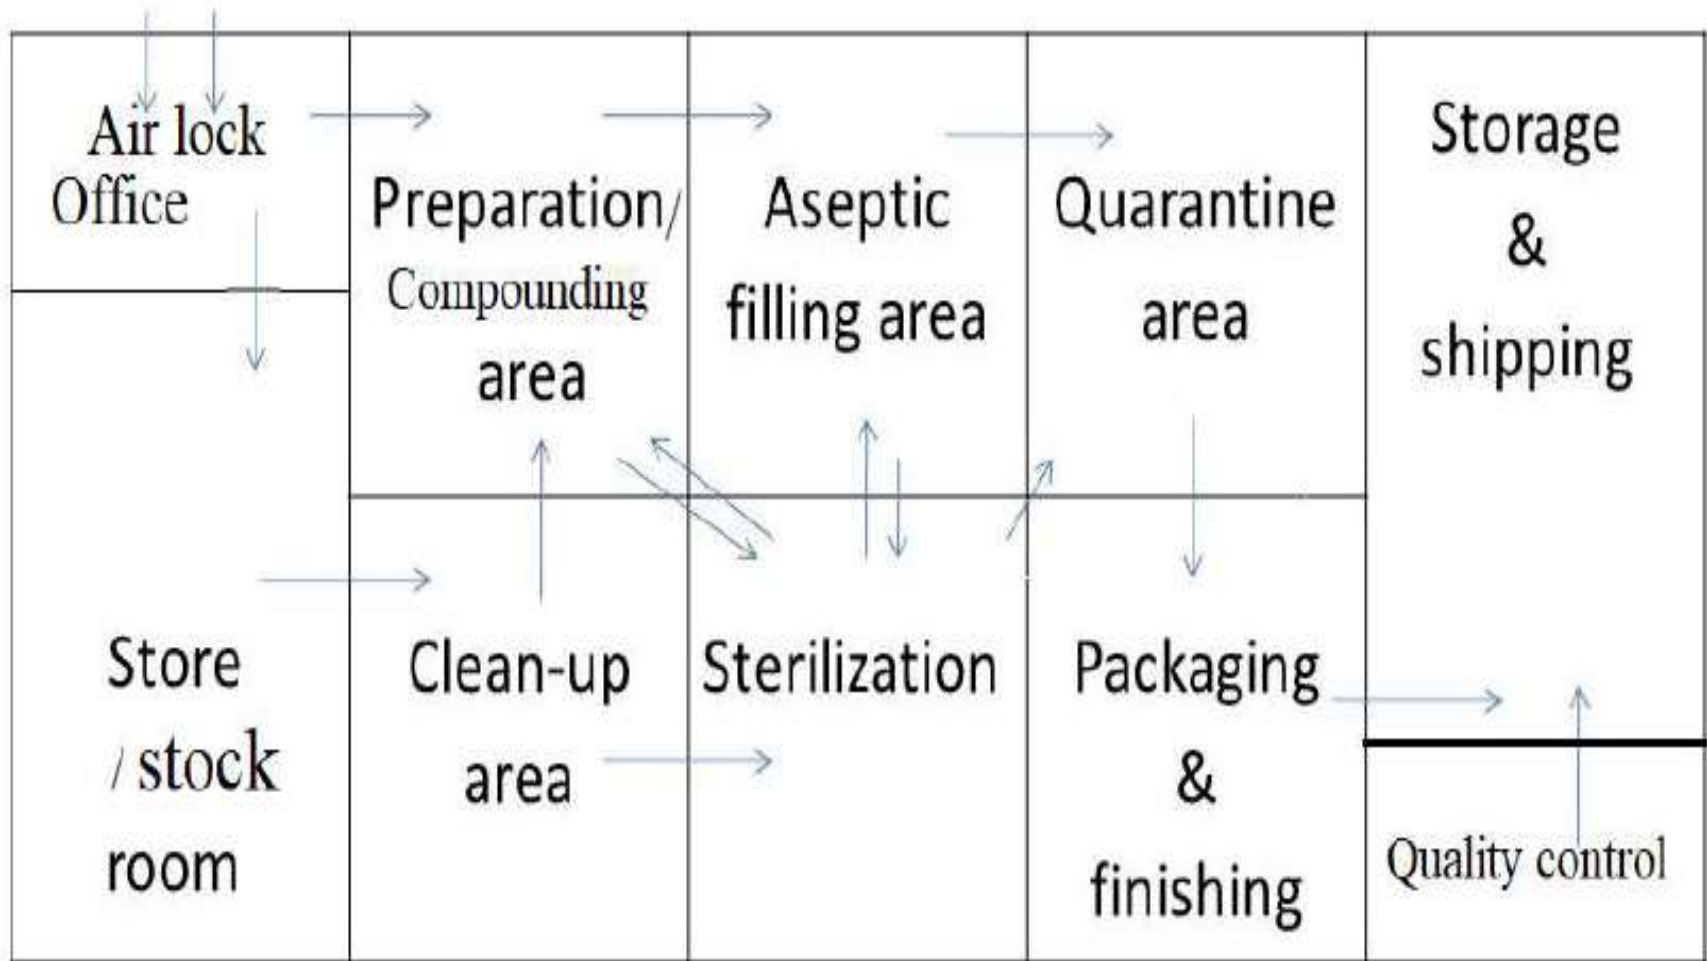 Air lock
Office
Preparation/
Compounding
area
Aseptic
filling area
Quarantine
area
Storage
&
shipping
Store
/ stock
room
Clean-up
area
Sterilization
Packaging
&
finishing
Quality control